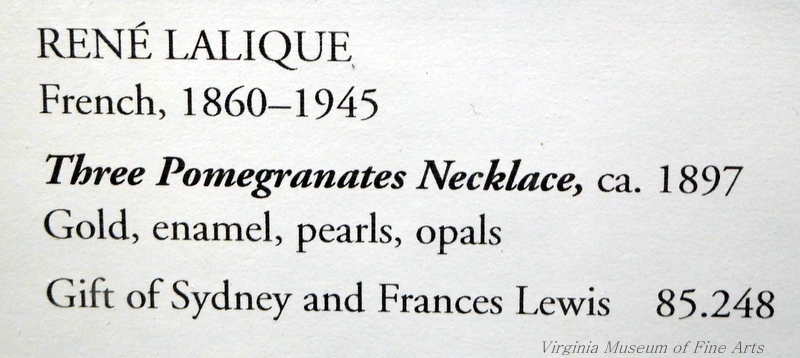 RENÉ LALIQUE
French, 1860–1945
Three Pomegranates Necklace, ca. 1897
Gold, enamel, pearls, opals
Gift of Sydney and Frances Lewis 85.248
Virginia Museum of Fine Arts